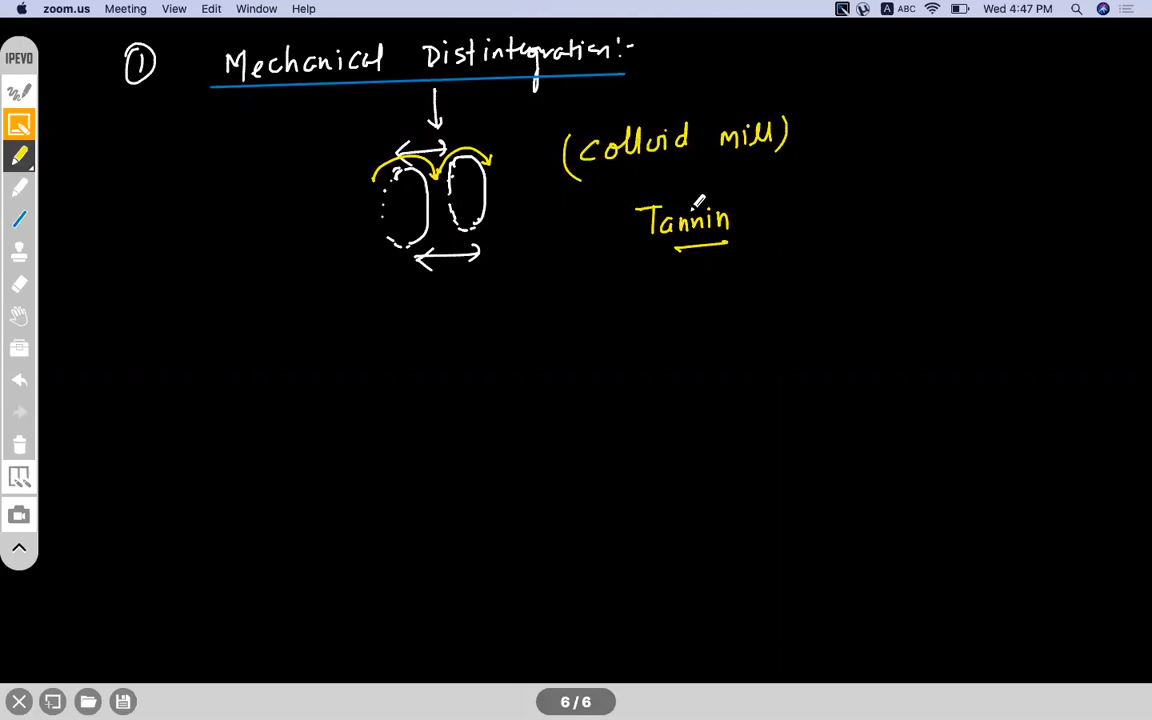 zoom.us Meeting View Edit Window Help A ABC Wed 4:47 PM
IPEVO
① Mechanical Distintegration:-
(colloid mill)
Tannin
6 / 6